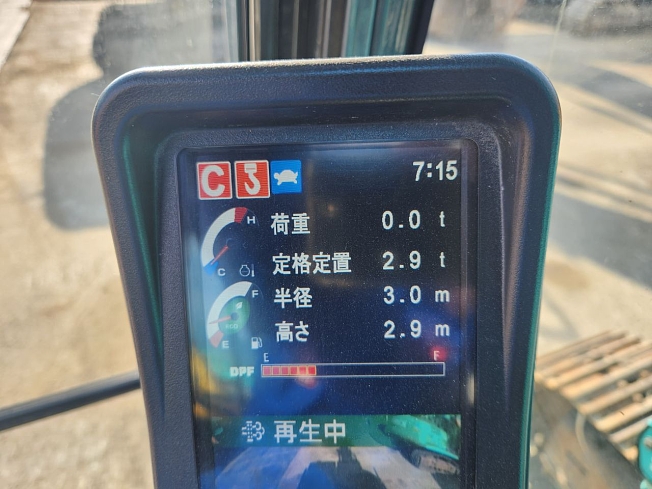 C 7:15
H
荷重 0.0 t
C
定格定置 2.9 t
F
半径 3.0 m
高さ 2.9 m
E
E F
DPF
再生中